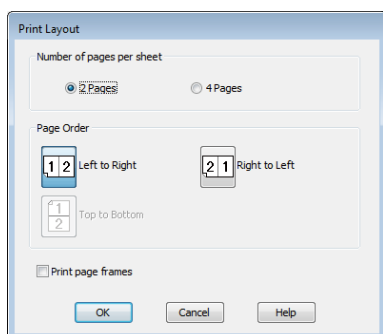 Print Layout
Number of pages per sheet
2 Pages
4 Pages
Page Order
1 2 Left to Right
2 1 Right to Left
1
2
Top to Bottom
Print page frames
OK
Cancel
Help